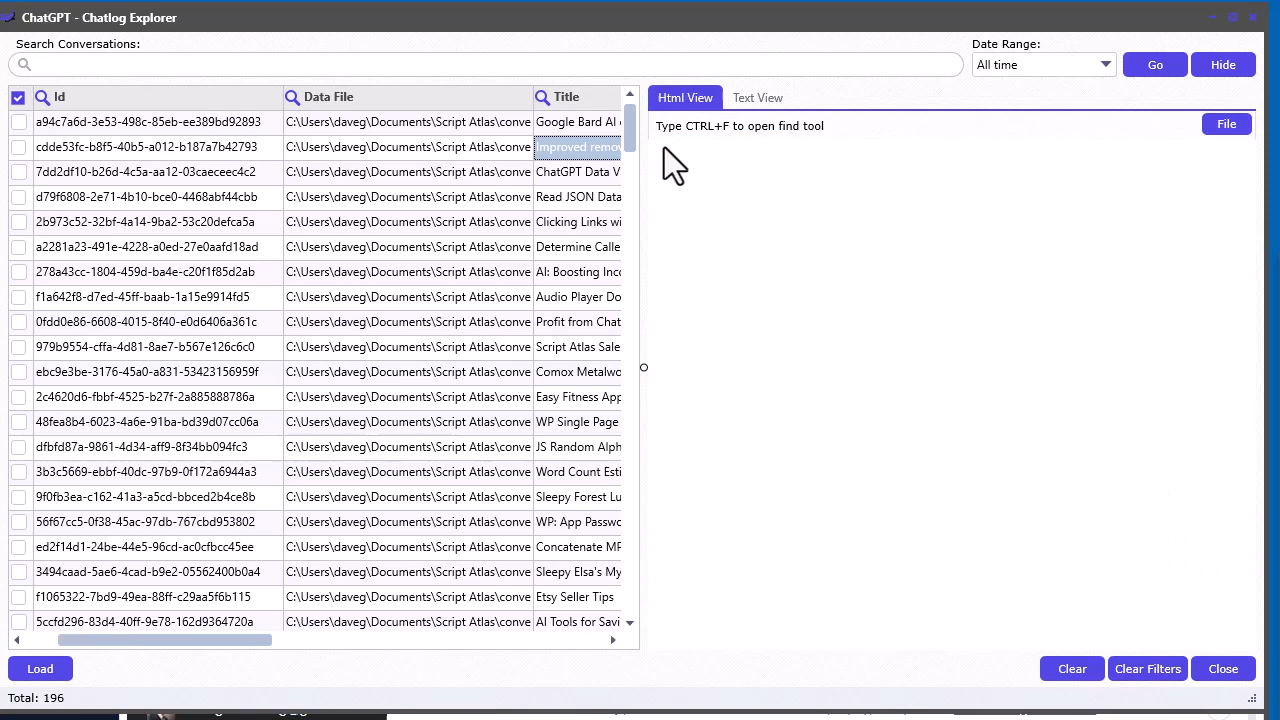 ChatGPT - Chatlog Explorer
Search Conversations:
Date Range:
All time
Go
Hide
Id
Data File
Title
a94c7a6d-3e53-498c-85eb-ee389bd92893 C:\Users\daveg\Documents\Script Atlas\conve Google Bard AI
cdde53fc-b8f5-40b5-a012-b187a7b42793 C:\Users\daveg\Documents\Script Atlas\conve Improved remov
7dd2df10-b26d-4c5a-aa12-03caeceec4c2 C:\Users\daveg\Documents\Script Atlas\conve ChatGPT Data V
d79f6808-2e71-4b10-bce0-4468abf44cbb C:\Users\daveg\Documents\Script Atlas\conve Read JSON Data
2b973c52-32bf-4a14-9ba2-53c20defca5a C:\Users\daveg\Documents\Script Atlas\conve Clicking Links wi
a2281a23-491e-4228-a0ed-27e0aafd18ad C:\Users\daveg\Documents\Script Atlas\conve Determine Calle
278a43cc-1804-459d-ba4e-c20f1f85d2ab C:\Users\daveg\Documents\Script Atlas\conve AI: Boosting Inc
f1a642f8-d7ed-45ff-baab-1a15e9914fd5 C:\Users\daveg\Documents\Script Atlas\conve Audio Player Do
0fdd0e86-6608-4015-8f40-e0d6406a361c C:\Users\daveg\Documents\Script Atlas\conve Profit from Chat
979b9554-cffa-4d81-8ae7-b567e126c6c0 C:\Users\daveg\Documents\Script Atlas\conve Script Atlas Sale
ebc9e3be-3176-45a0-a831-53423156959f C:\Users\daveg\Documents\Script Atlas\conve Comox Metalwo
2c4620d6-fbbf-4525-b27f-2a885888786a C:\Users\daveg\Documents\Script Atlas\conve Easy Fitness App
48fea8b4-6023-4a6e-91ba-bd39d07cc06a C:\Users\daveg\Documents\Script Atlas\conve WP Single Page
dfbfd87a-9861-4d34-aff9-8f34bb094fc3 C:\Users\daveg\Documents\Script Atlas\conve JS Random Alph
3b3c5669-ebbf-40dc-97b9-0f172a6944a3 C:\Users\daveg\Documents\Script Atlas\conve Word Count Esti
9f0fb3ea-c162-41a3-a5cd-bbced2b4ce8b C:\Users\daveg\Documents\Script Atlas\conve Sleepy Forest Lu
56f67cc5-0f38-45ac-97db-767cbd953802 C:\Users\daveg\Documents\Script Atlas\conve WP: App Passwo
ed2f14d1-24be-44e5-96cd-ac0cfbcc45ee C:\Users\daveg\Documents\Script Atlas\conve Concatenate MP
3494caad-5ae6-4cad-b9e2-05562400b0a4 C:\Users\daveg\Documents\Script Atlas\conve Sleepy Elsa's My
f1065322-7bd9-49ea-88ff-c29aa5f6b115 C:\Users\daveg\Documents\Script Atlas\conve Etsy Seller Tips
5ccfd296-83d4-40ff-9e78-162d9364720a C:\Users\daveg\Documents\Script Atlas\conve AI Tools for Savi
Html View
Text View
Type CTRL+F to open find tool
File
Load
Clear
Clear Filters
Close
Total: 196